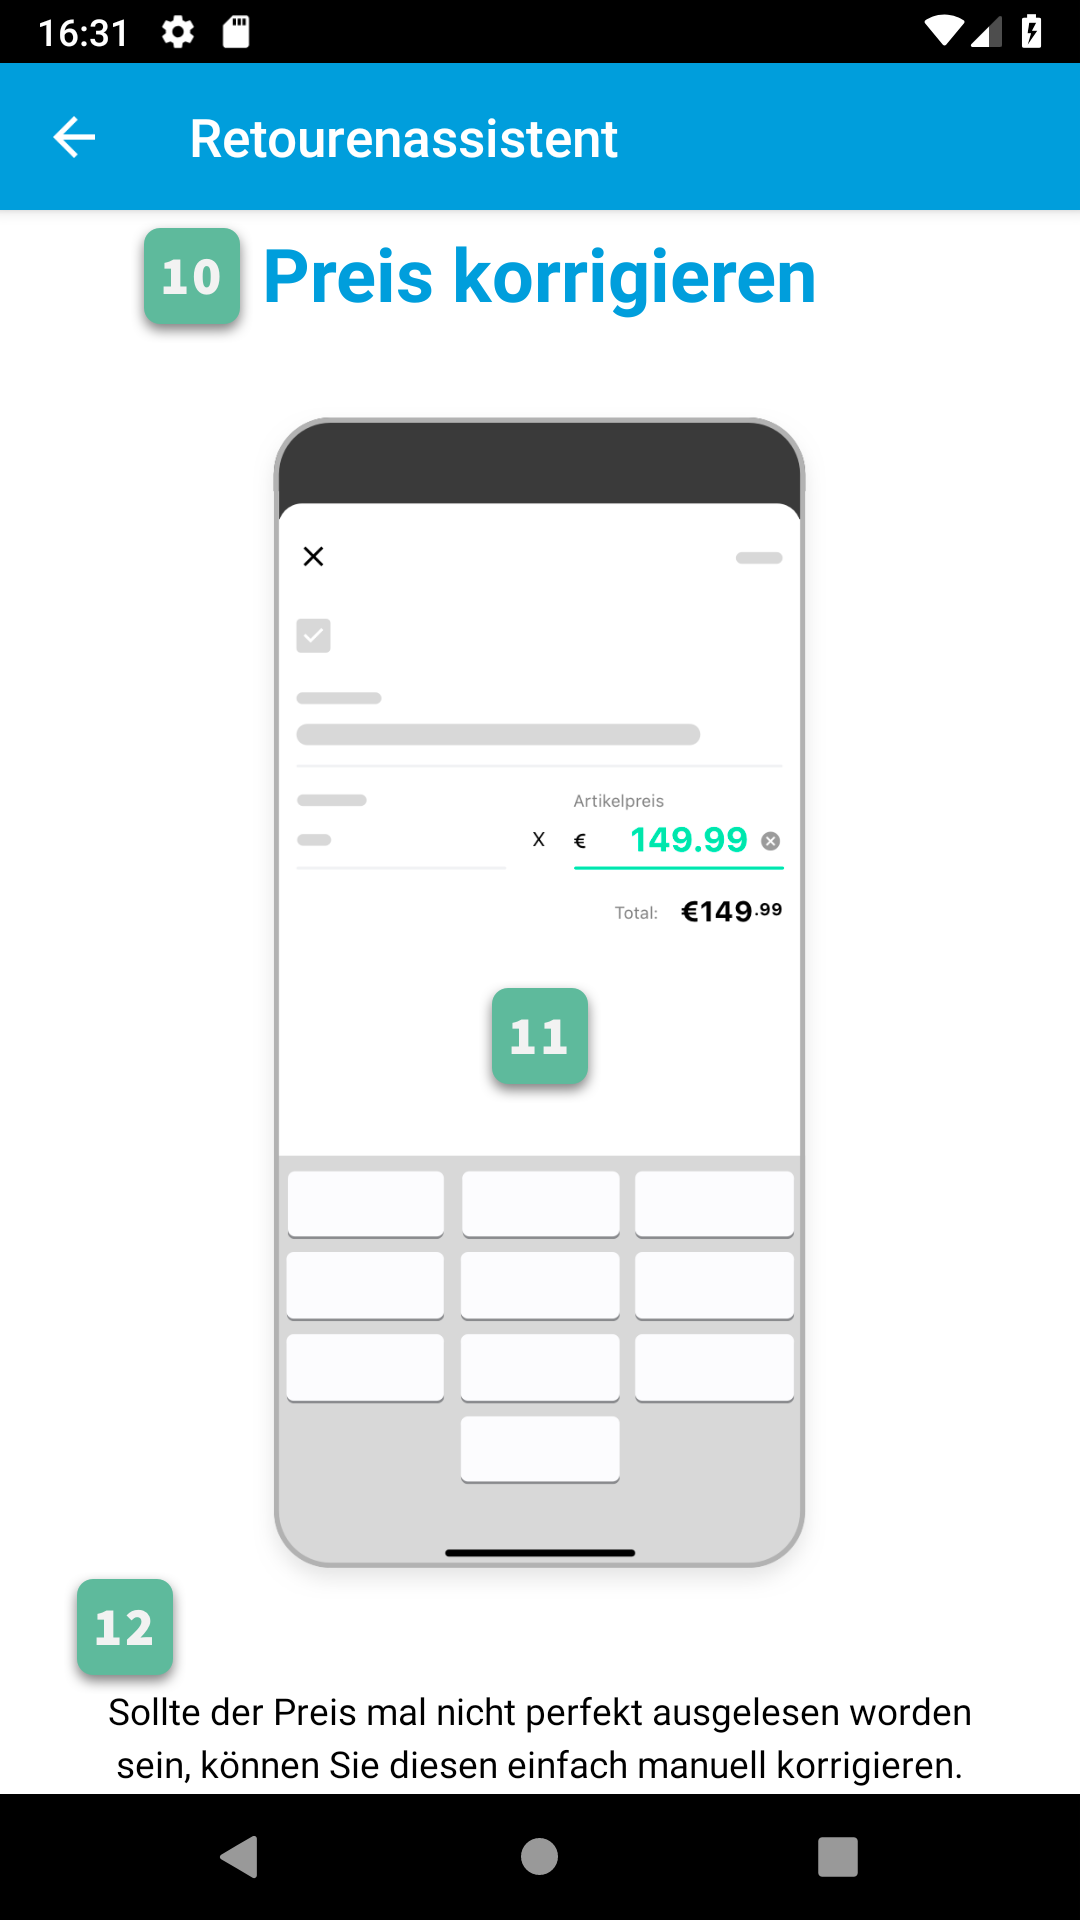 16:31
Retourenassistent
10 Preis korrigieren
Artikelpreis
X € 149.99
Total: €149.99
11
12
Sollte der Preis mal nicht perfekt ausgelesen worden
sein, können Sie diesen einfach manuell korrigieren.